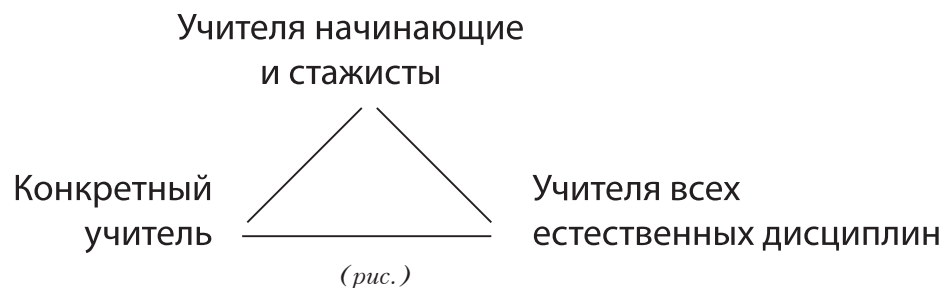 Учителя начинающие
и стажисты
Конкретный
учитель
Учителя всех
естественных дисциплин
(рис.)